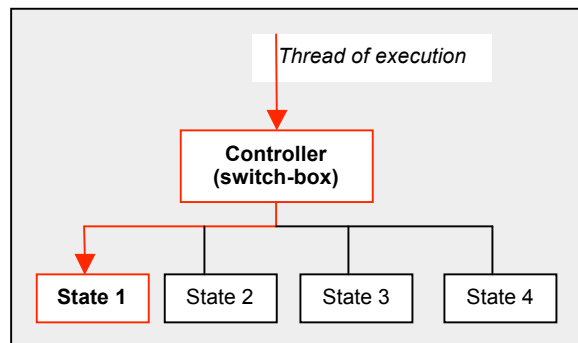 Thread of execution
Controller
(switch-box)
State 1
State 2
State 3
State 4